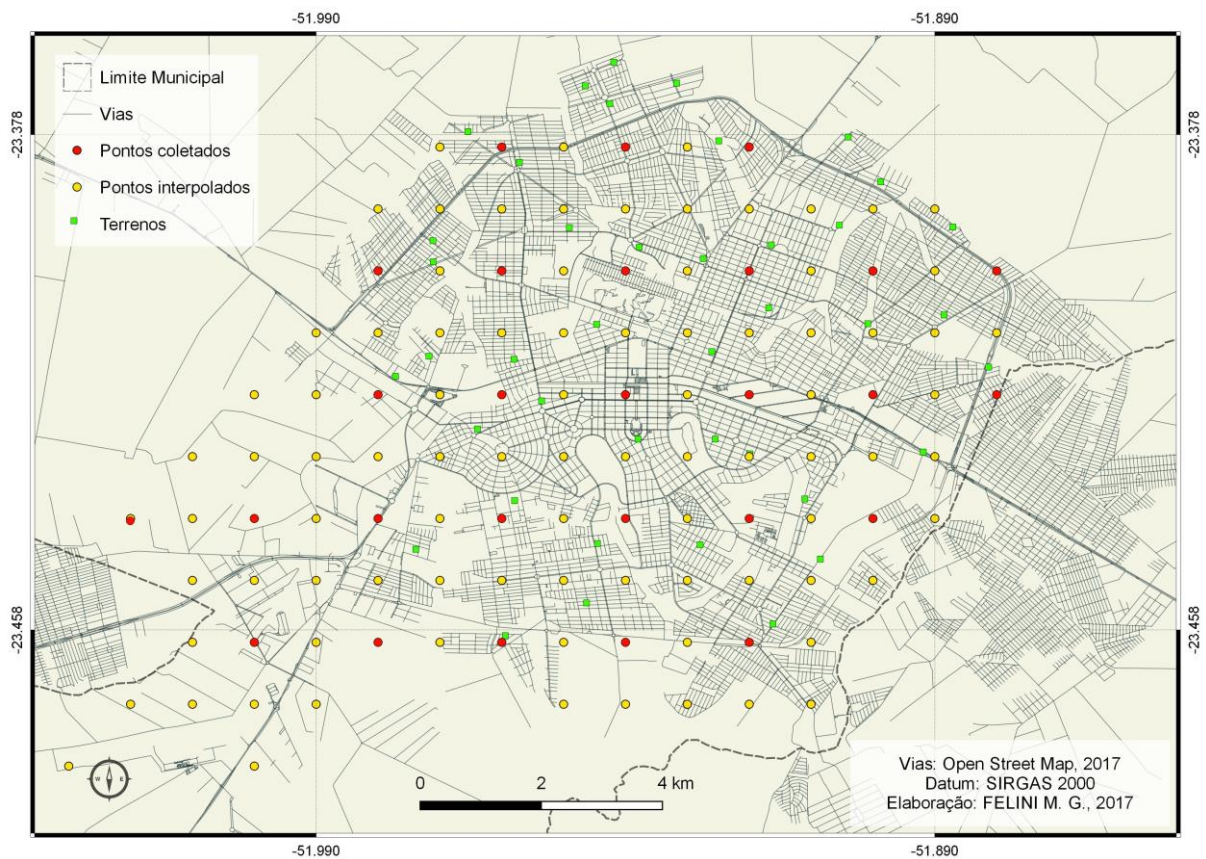 -51.990
-51.890
Limite Municipal
Vias
Pontos coletados
Pontos interpolados
Terrenos
-23.378
-23.378
-23.458
-23.458
W E
0 2 4 km
Vias: Open Street Map, 2017
Datum: SIRGAS 2000
Elaboração: FELINI M. G., 2017
-51.990
-51.890